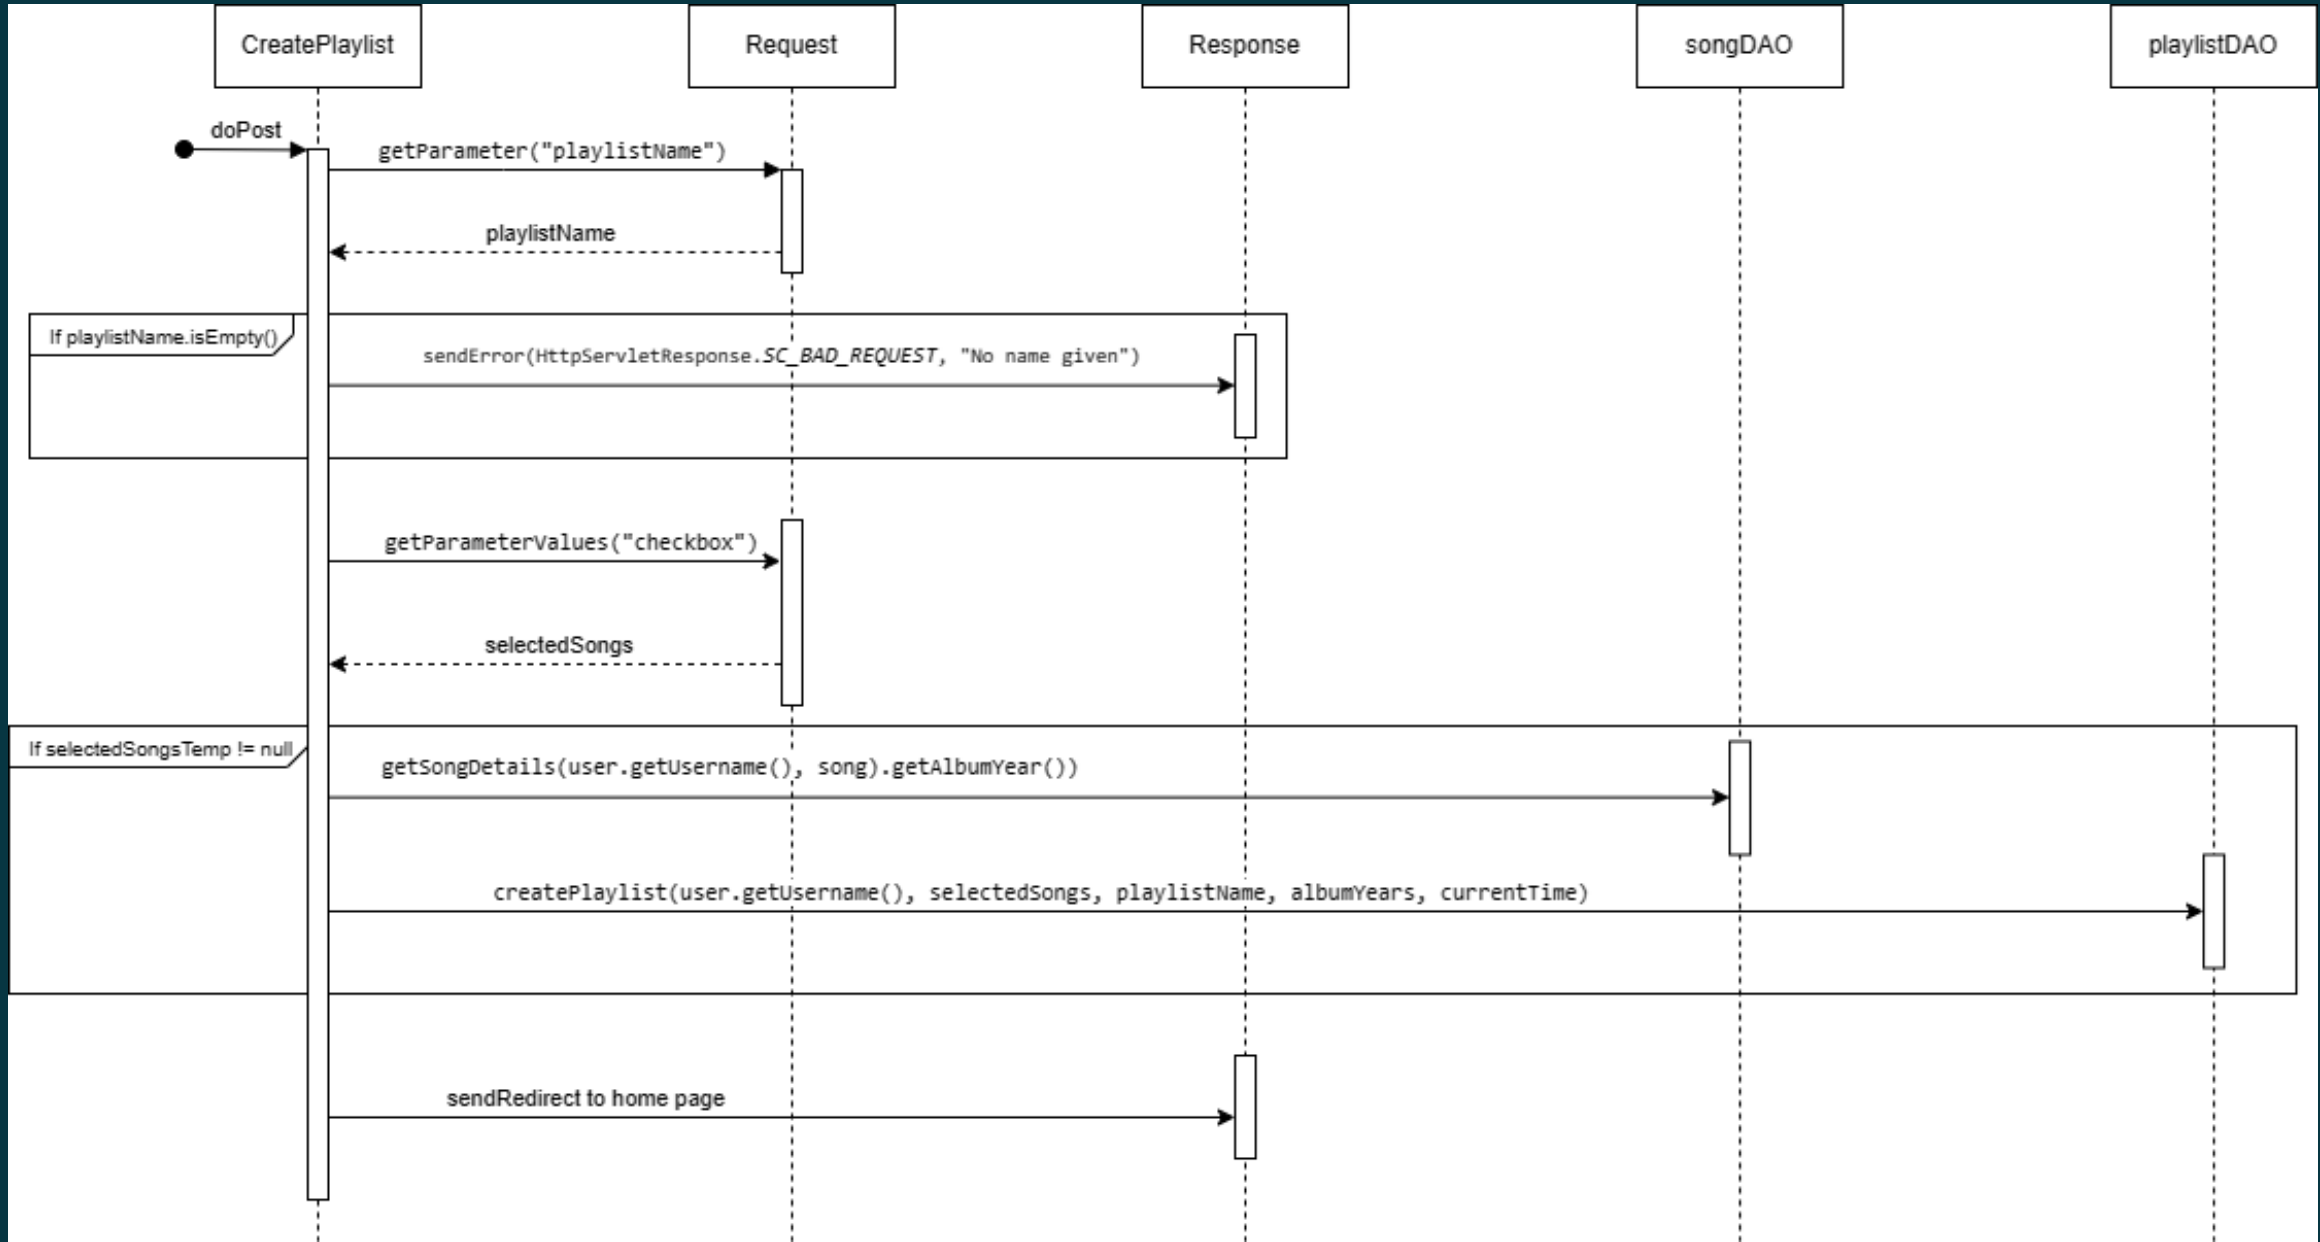 CreatePlaylist
Request
Response
songDAO
playlistDAO
doPost
getParameter("playlistName")
playlistName
If playlistName.isEmpty()
sendError(HttpServletResponse.SC_BAD_REQUEST, "No name given")
getParameterValues("checkbox")
selectedSongs
If selectedSongsTemp != null
getSongDetails(user.getUsername(), song).getAlbumYear())
createPlaylist(user.getUsername(), selectedSongs, playlistName, albumYears, currentTime)
sendRedirect to home page